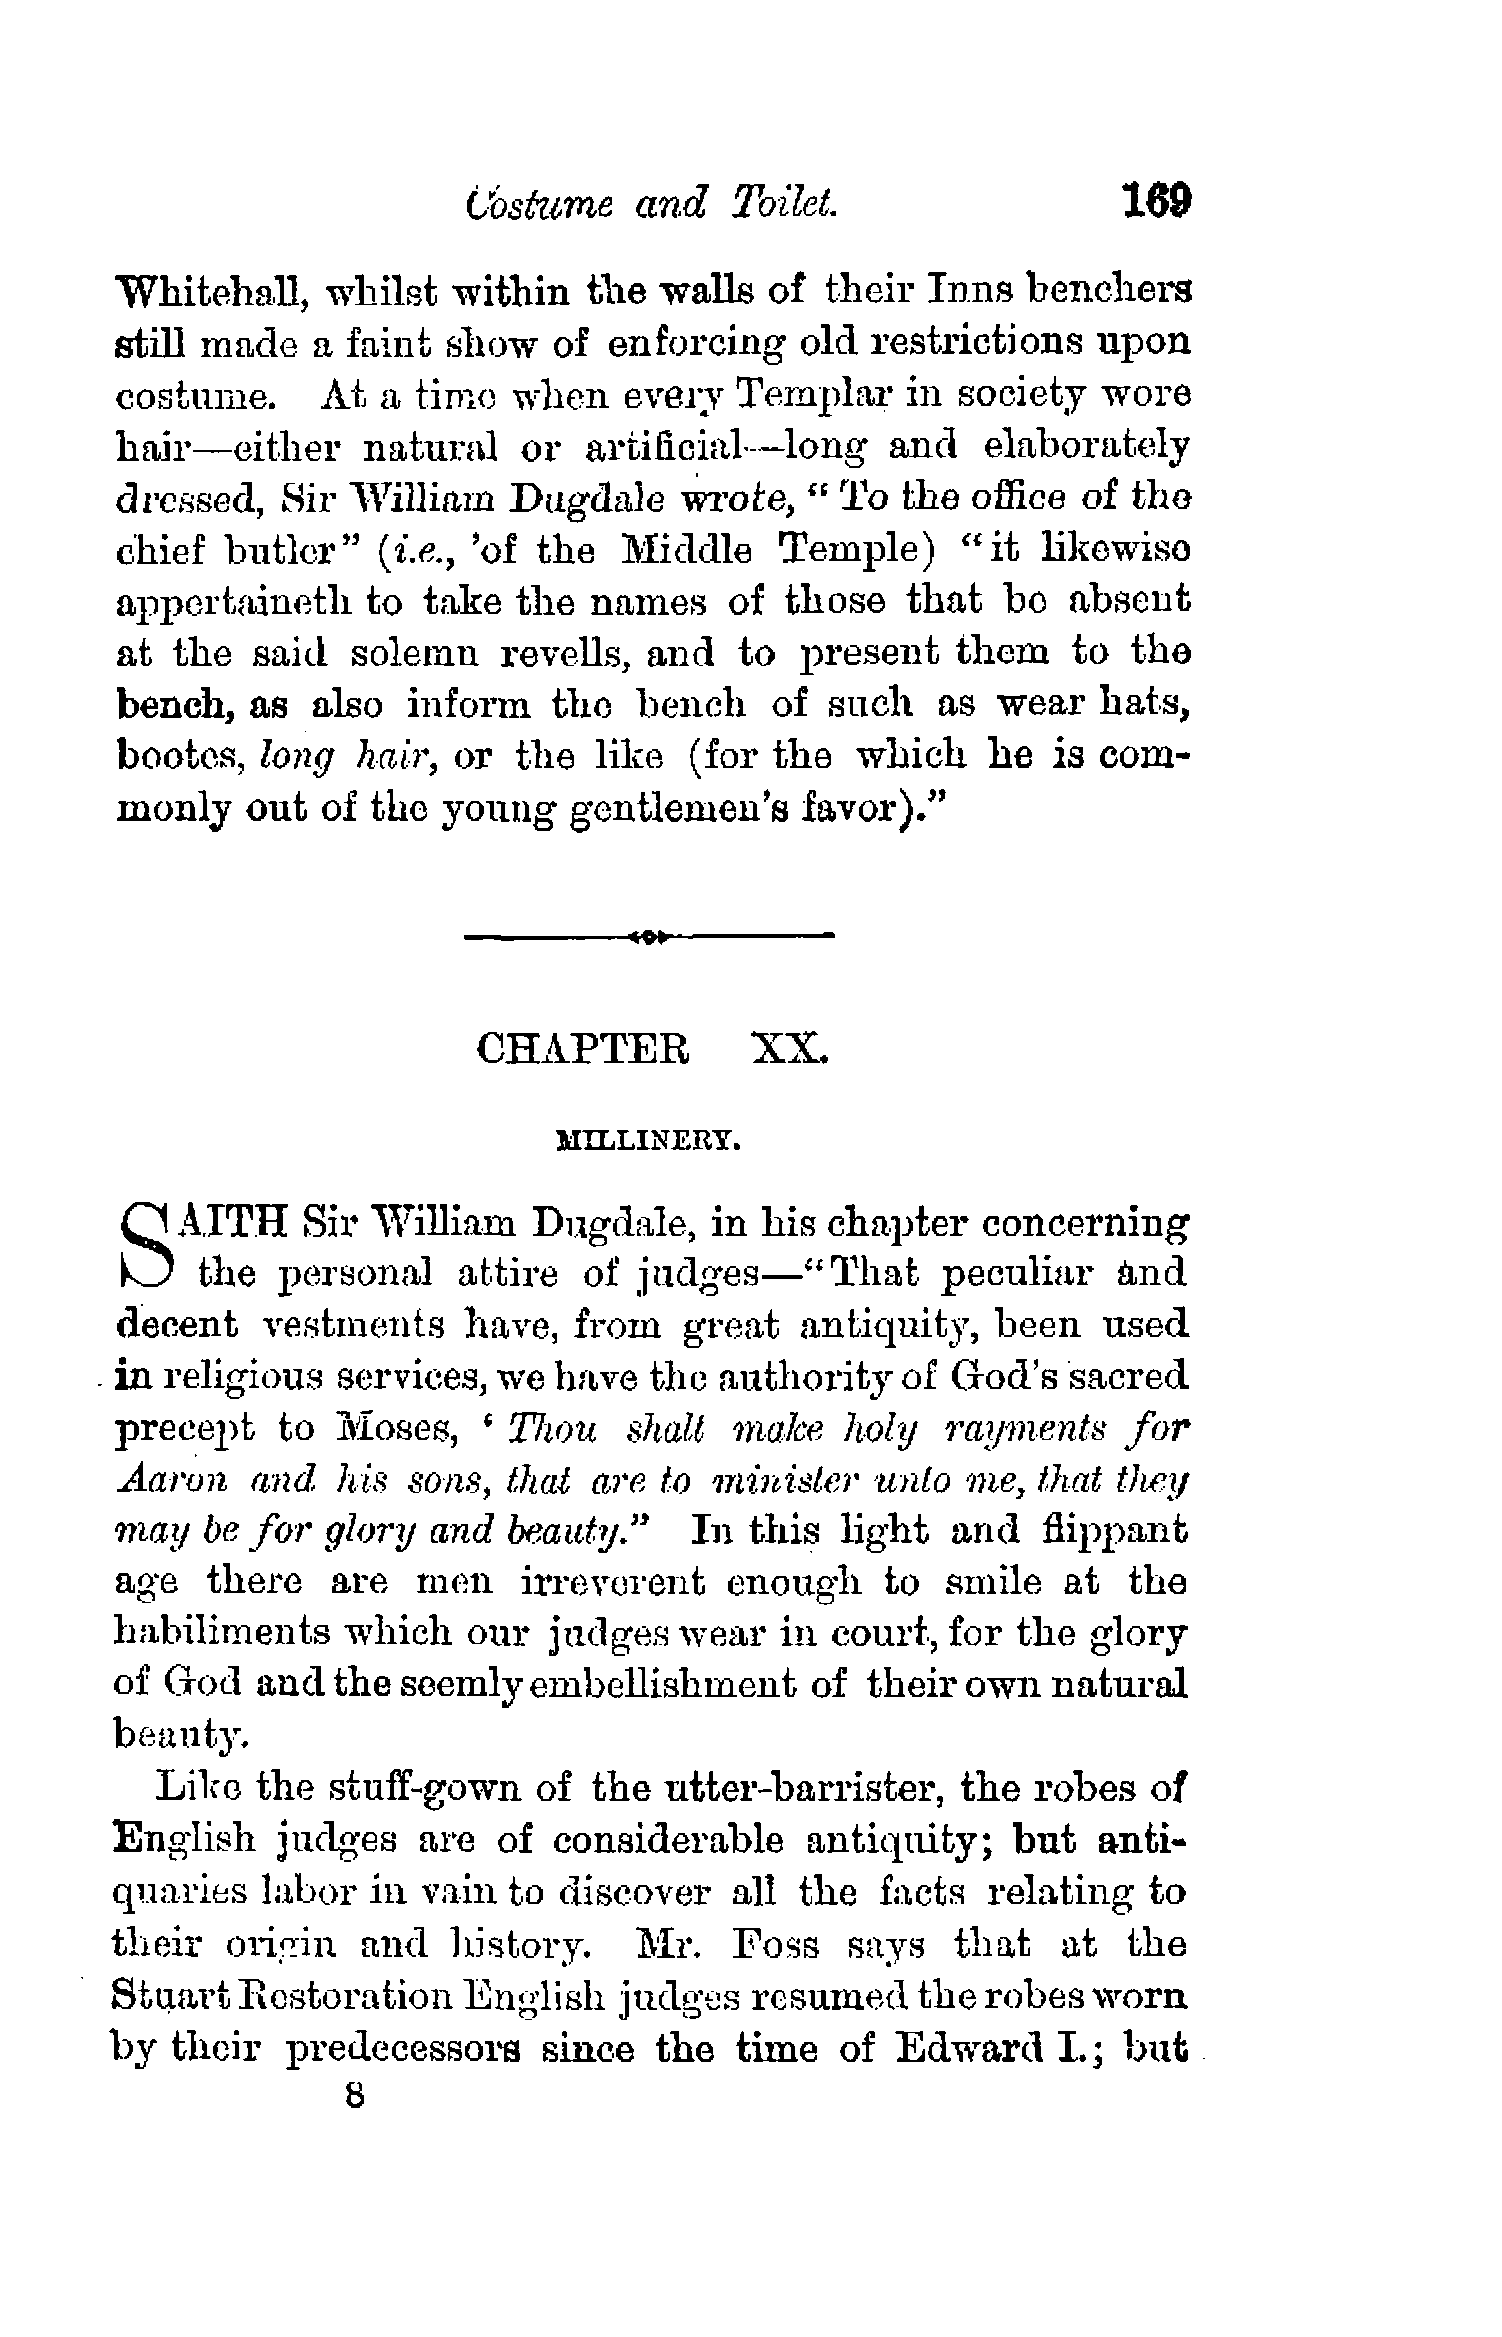 Costume and Toilet. 169
Whitehall, whilst within the walls of their Inns benchers
still made a faint show of enforcing old restrictions upon
costume. At a time when every Templar in society wore
hair—either natural or artificial—long and elaborately
dressed, Sir William Dugdale wrote, “ To the office of the
chief butler” (i.e., ’of the Middle Temple) “ it likewise
appertaineth to take the names of those that be absent
at the said solemn revells, and to present them to the
bench, as also inform the bench of such as wear hats,
bootes, long hair, or the like (for the which he is com-
monly out of the young gentlemen’s favor).”
CHAPTER XX.
MILLINERY.
SAITH Sir William Dugdale, in his chapter concerning
the personal attire of judges—“That peculiar and
decent vestments have, from great antiquity, been used
in religious services, we have the authority of God’s sacred
precept to Moses, ‘ Thou shalt make holy rayments for
Aaron and his sons, that are to minister unto me, that they
may be for glory and beauty.” In this light and flippant
age there are men irreverent enough to smile at the
habiliments which our judges wear in court, for the glory
of God and the seemly embellishment of their own natural
beauty.
Like the stuff-gown of the utter-barrister, the robes of
English judges are of considerable antiquity; but anti-
quaries labor in vain to discover all the facts relating to
their origin and history. Mr. Foss says that at the
Stuart Restoration English judges resumed the robes worn
by their predecessors since the time of Edward I.; but
8